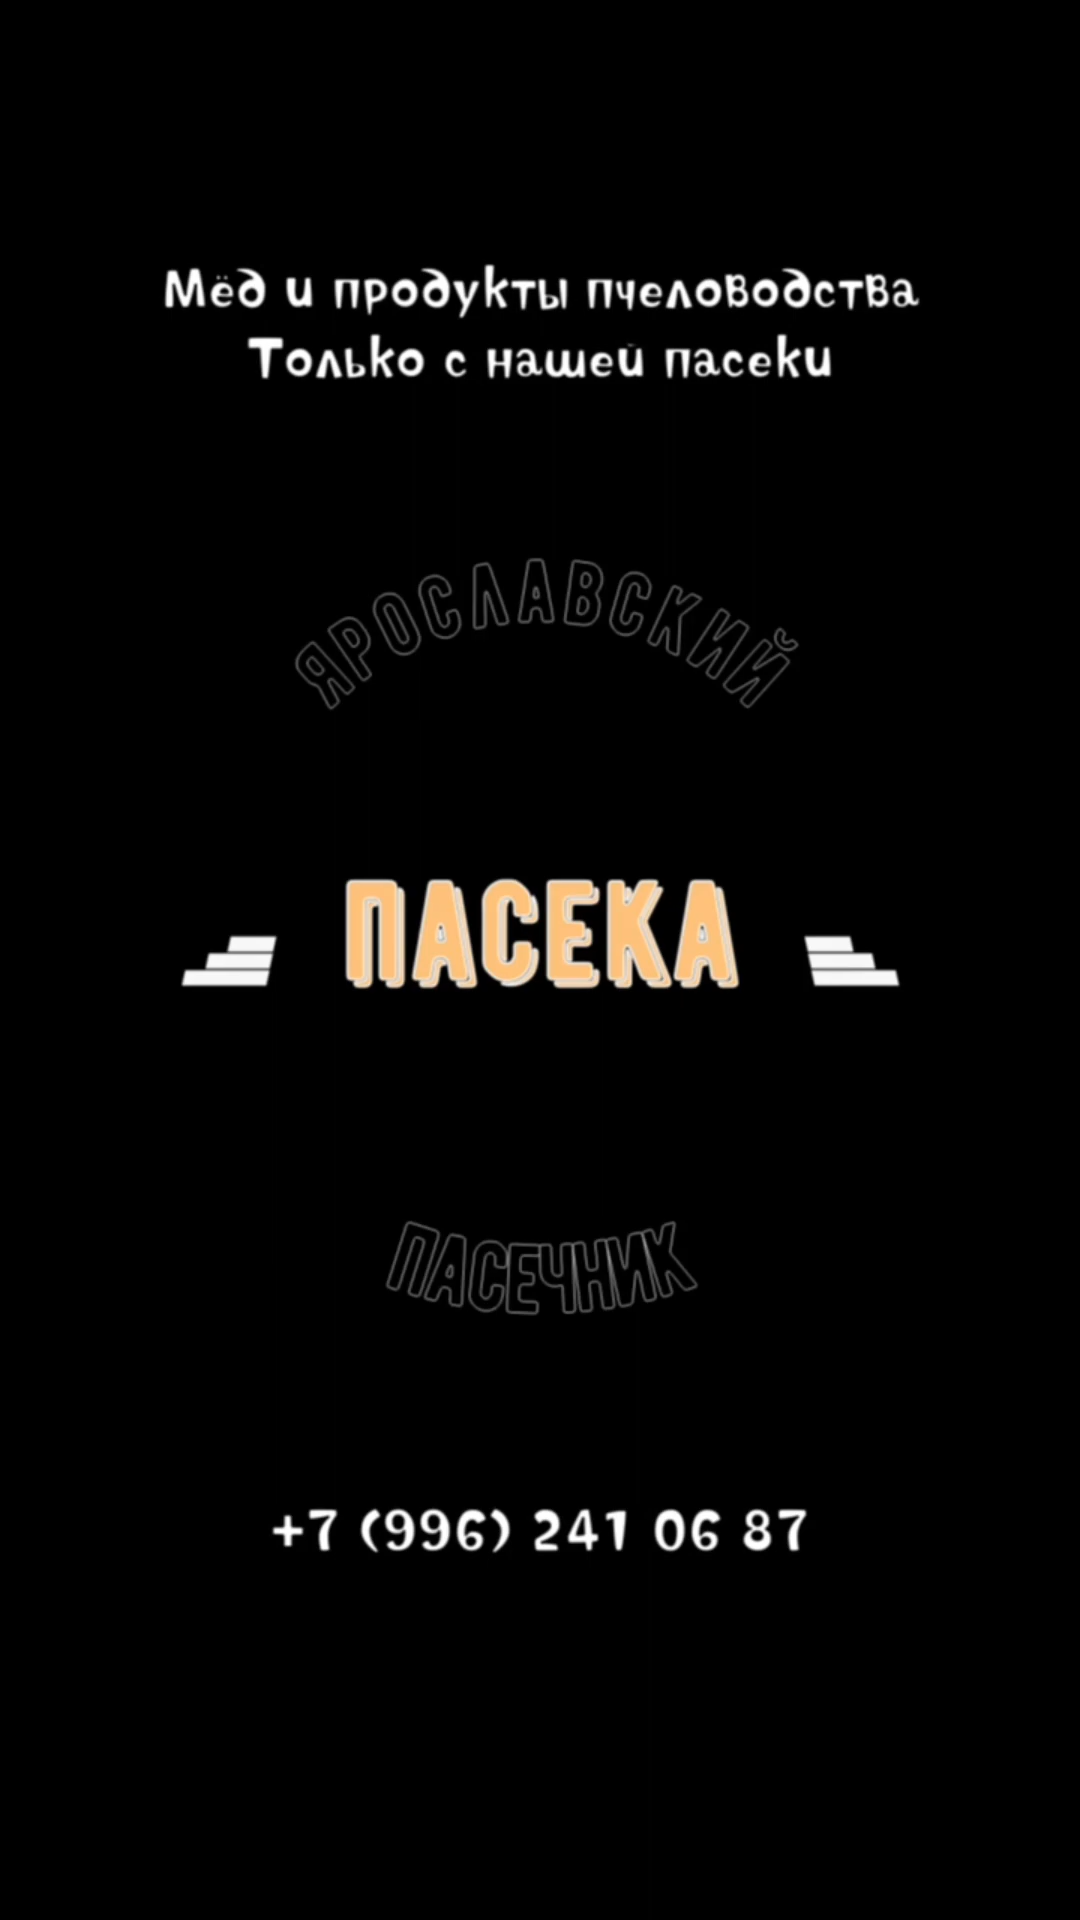 Мёд и продукты пчеловодства
Только с нашей пасеки
ЯРОСЛАВСКИЙ
ПАСЕКА
ПАСЕЧНИК
+7 (996) 241 06 87